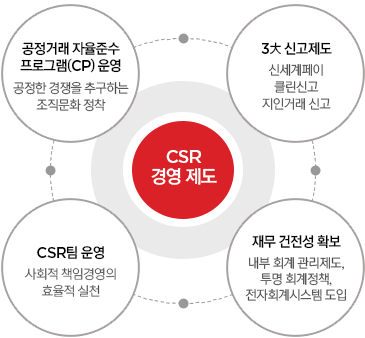 공정거래 자율준수
프로그램(CP) 운영
공정한 경쟁을 추구하는
조직문화 정착
3大 신고제도
신세계페이
클린신고
지인거래 신고
CSR
경영 제도
CSR팀 운영
사회적 책임경영의
효율적 실천
재무 건전성 확보
내부 회계 관리제도,
투명 회계정책,
전자회계시스템 도입